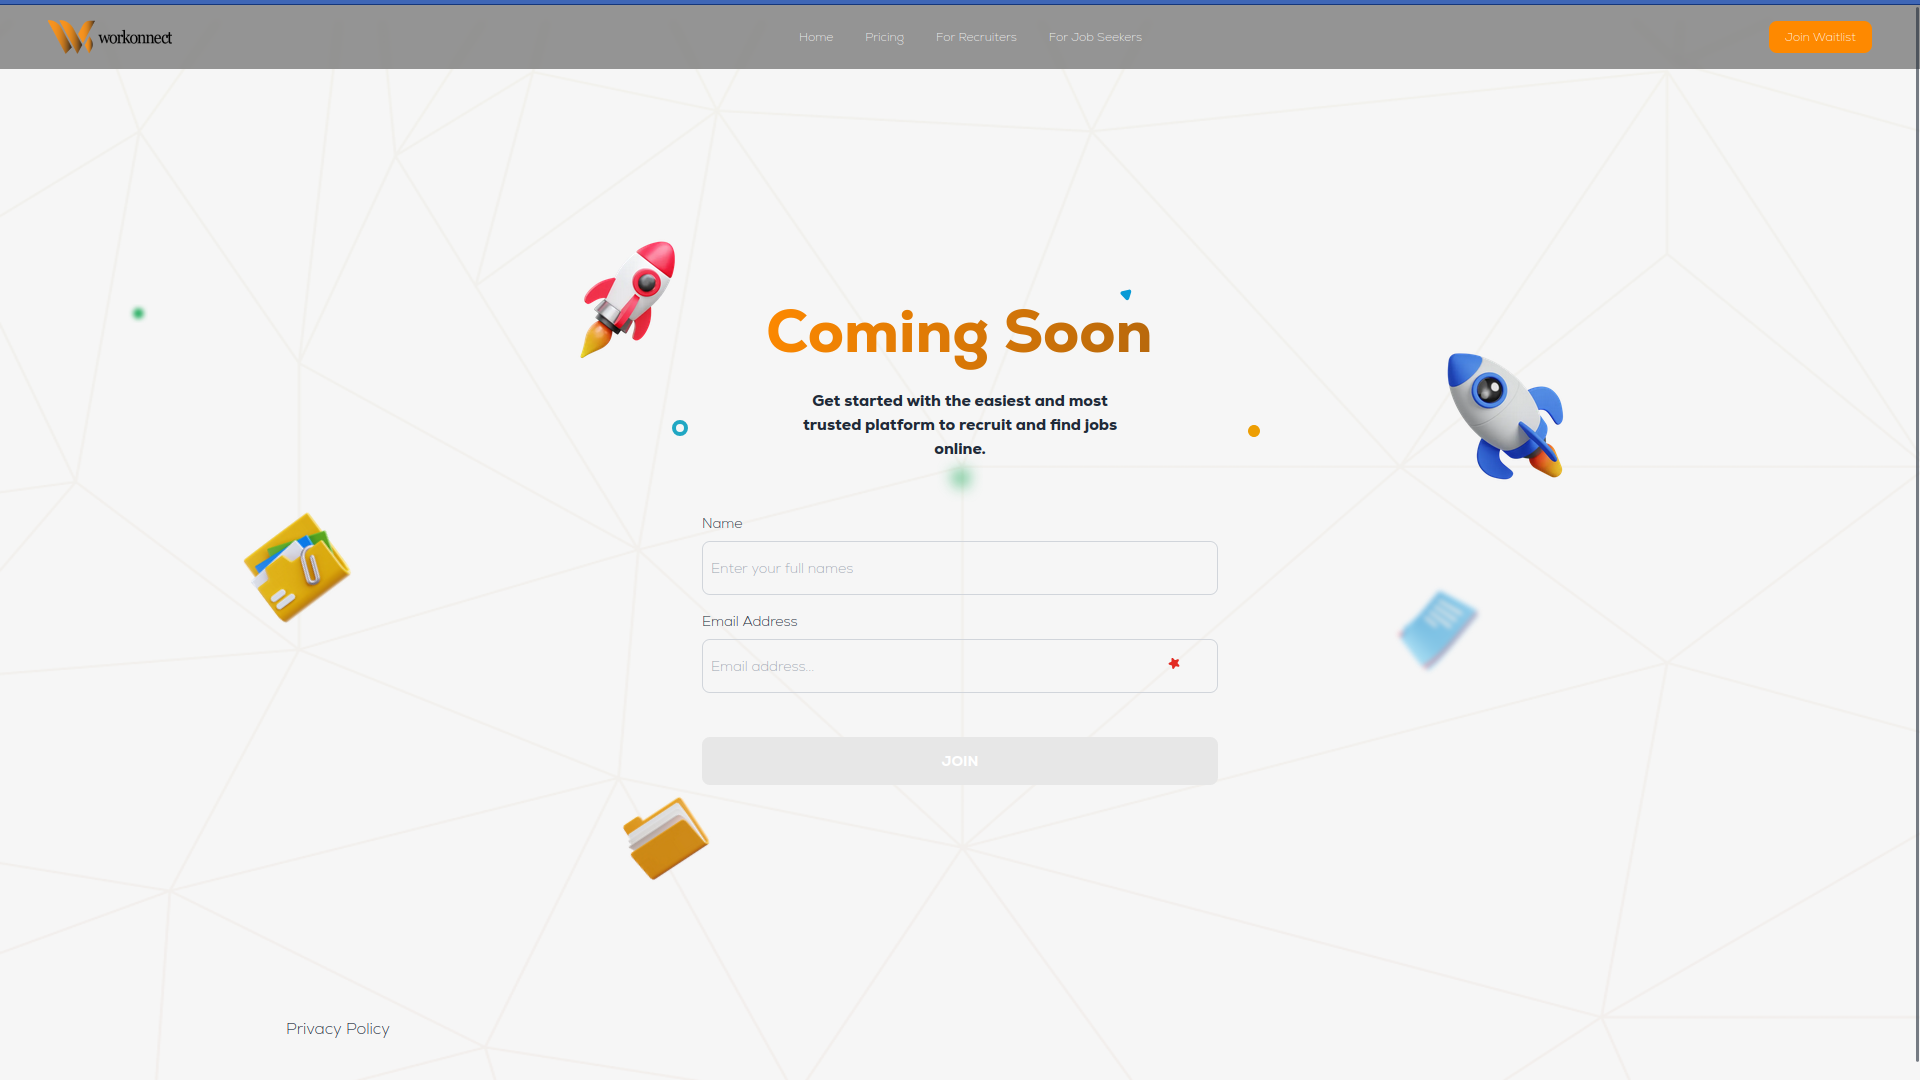 workonnect
Home
Pricing
For Recruiters
For Job Seekers
Join Waitlist
Coming Soon
Get started with the easiest and most
trusted platform to recruit and find jobs
online.
Name
Enter your full names
Email Address
Email address...
JOIN
Privacy Policy